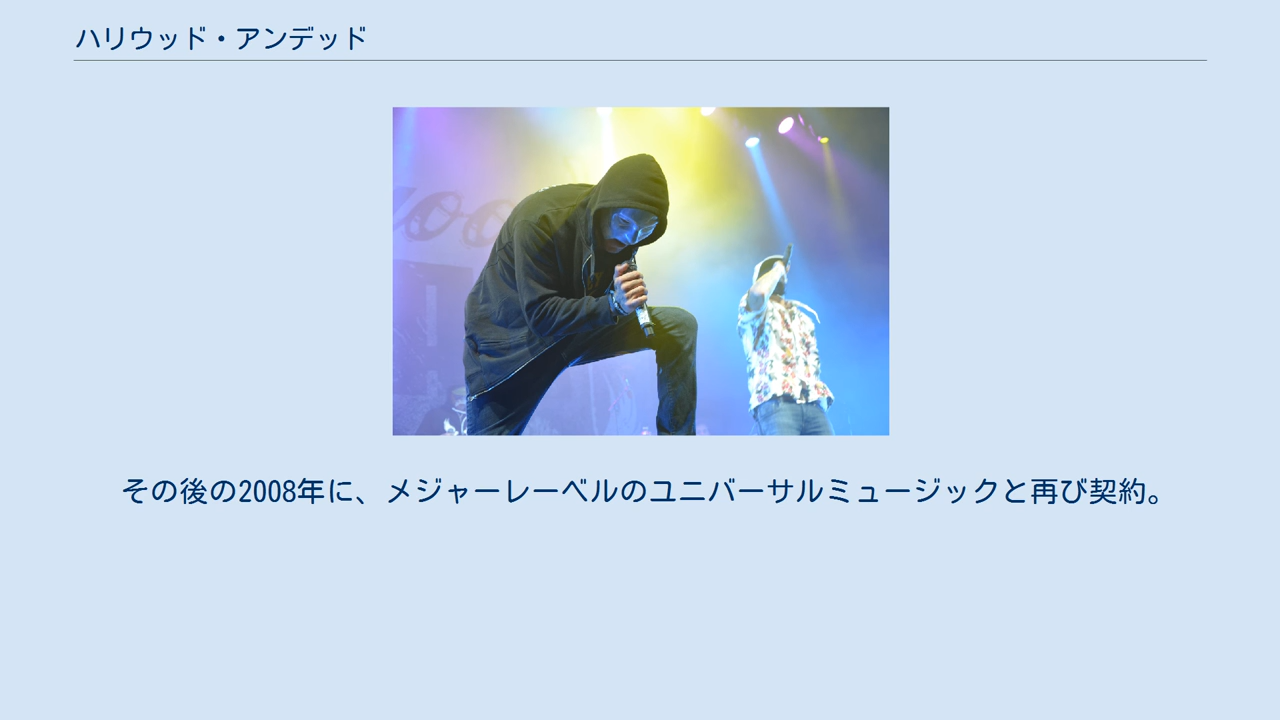 ハリウッド・アンデッド
その後の2008年に、メジャーレーベルのユニバーサルミュージックと再び契約。